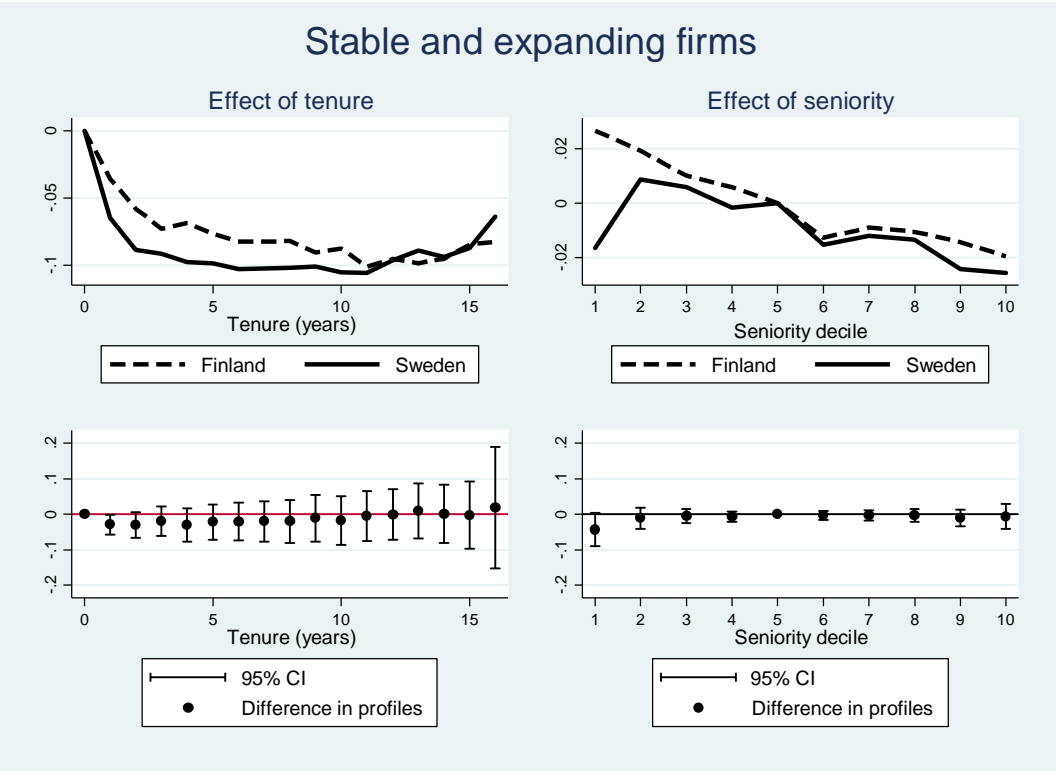 Stable and expanding firms
Effect of tenure
0
-.05
-.1
0 5 10 15
Tenure (years)
Finland Sweden
Effect of seniority
.02
0
-.02
1 2 3 4 5 6 7 8 9 10
Seniority decile
Finland Sweden
.2
.1
0
-.1
-.2
0 5 10 15
Tenure (years)
95% CI
Difference in profiles
.2
.1
0
-.1
-.2
1 2 3 4 5 6 7 8 9 10
Seniority decile
95% CI
Difference in profiles